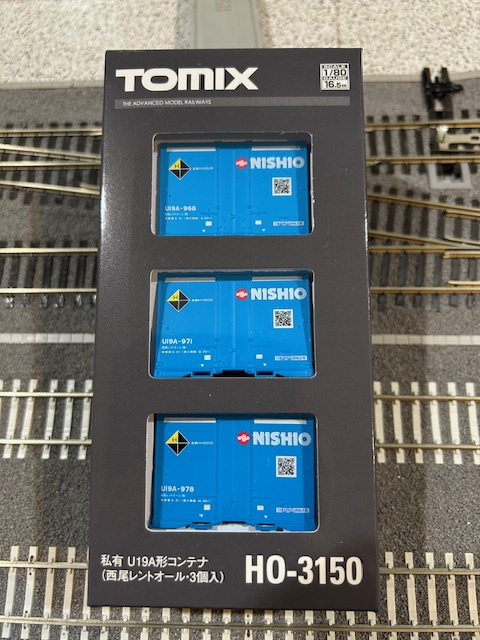 TOMIX
THE ADVANCED MODEL RAILWAYS
SCALE
1/80
GAUGE
16.5m
NISHIO
U19A-968
NISHIO
U19A-971
NISHIO
U19A-978
私有 U19A形コンテナ
(西尾レントオール・3個入)
HO-3150